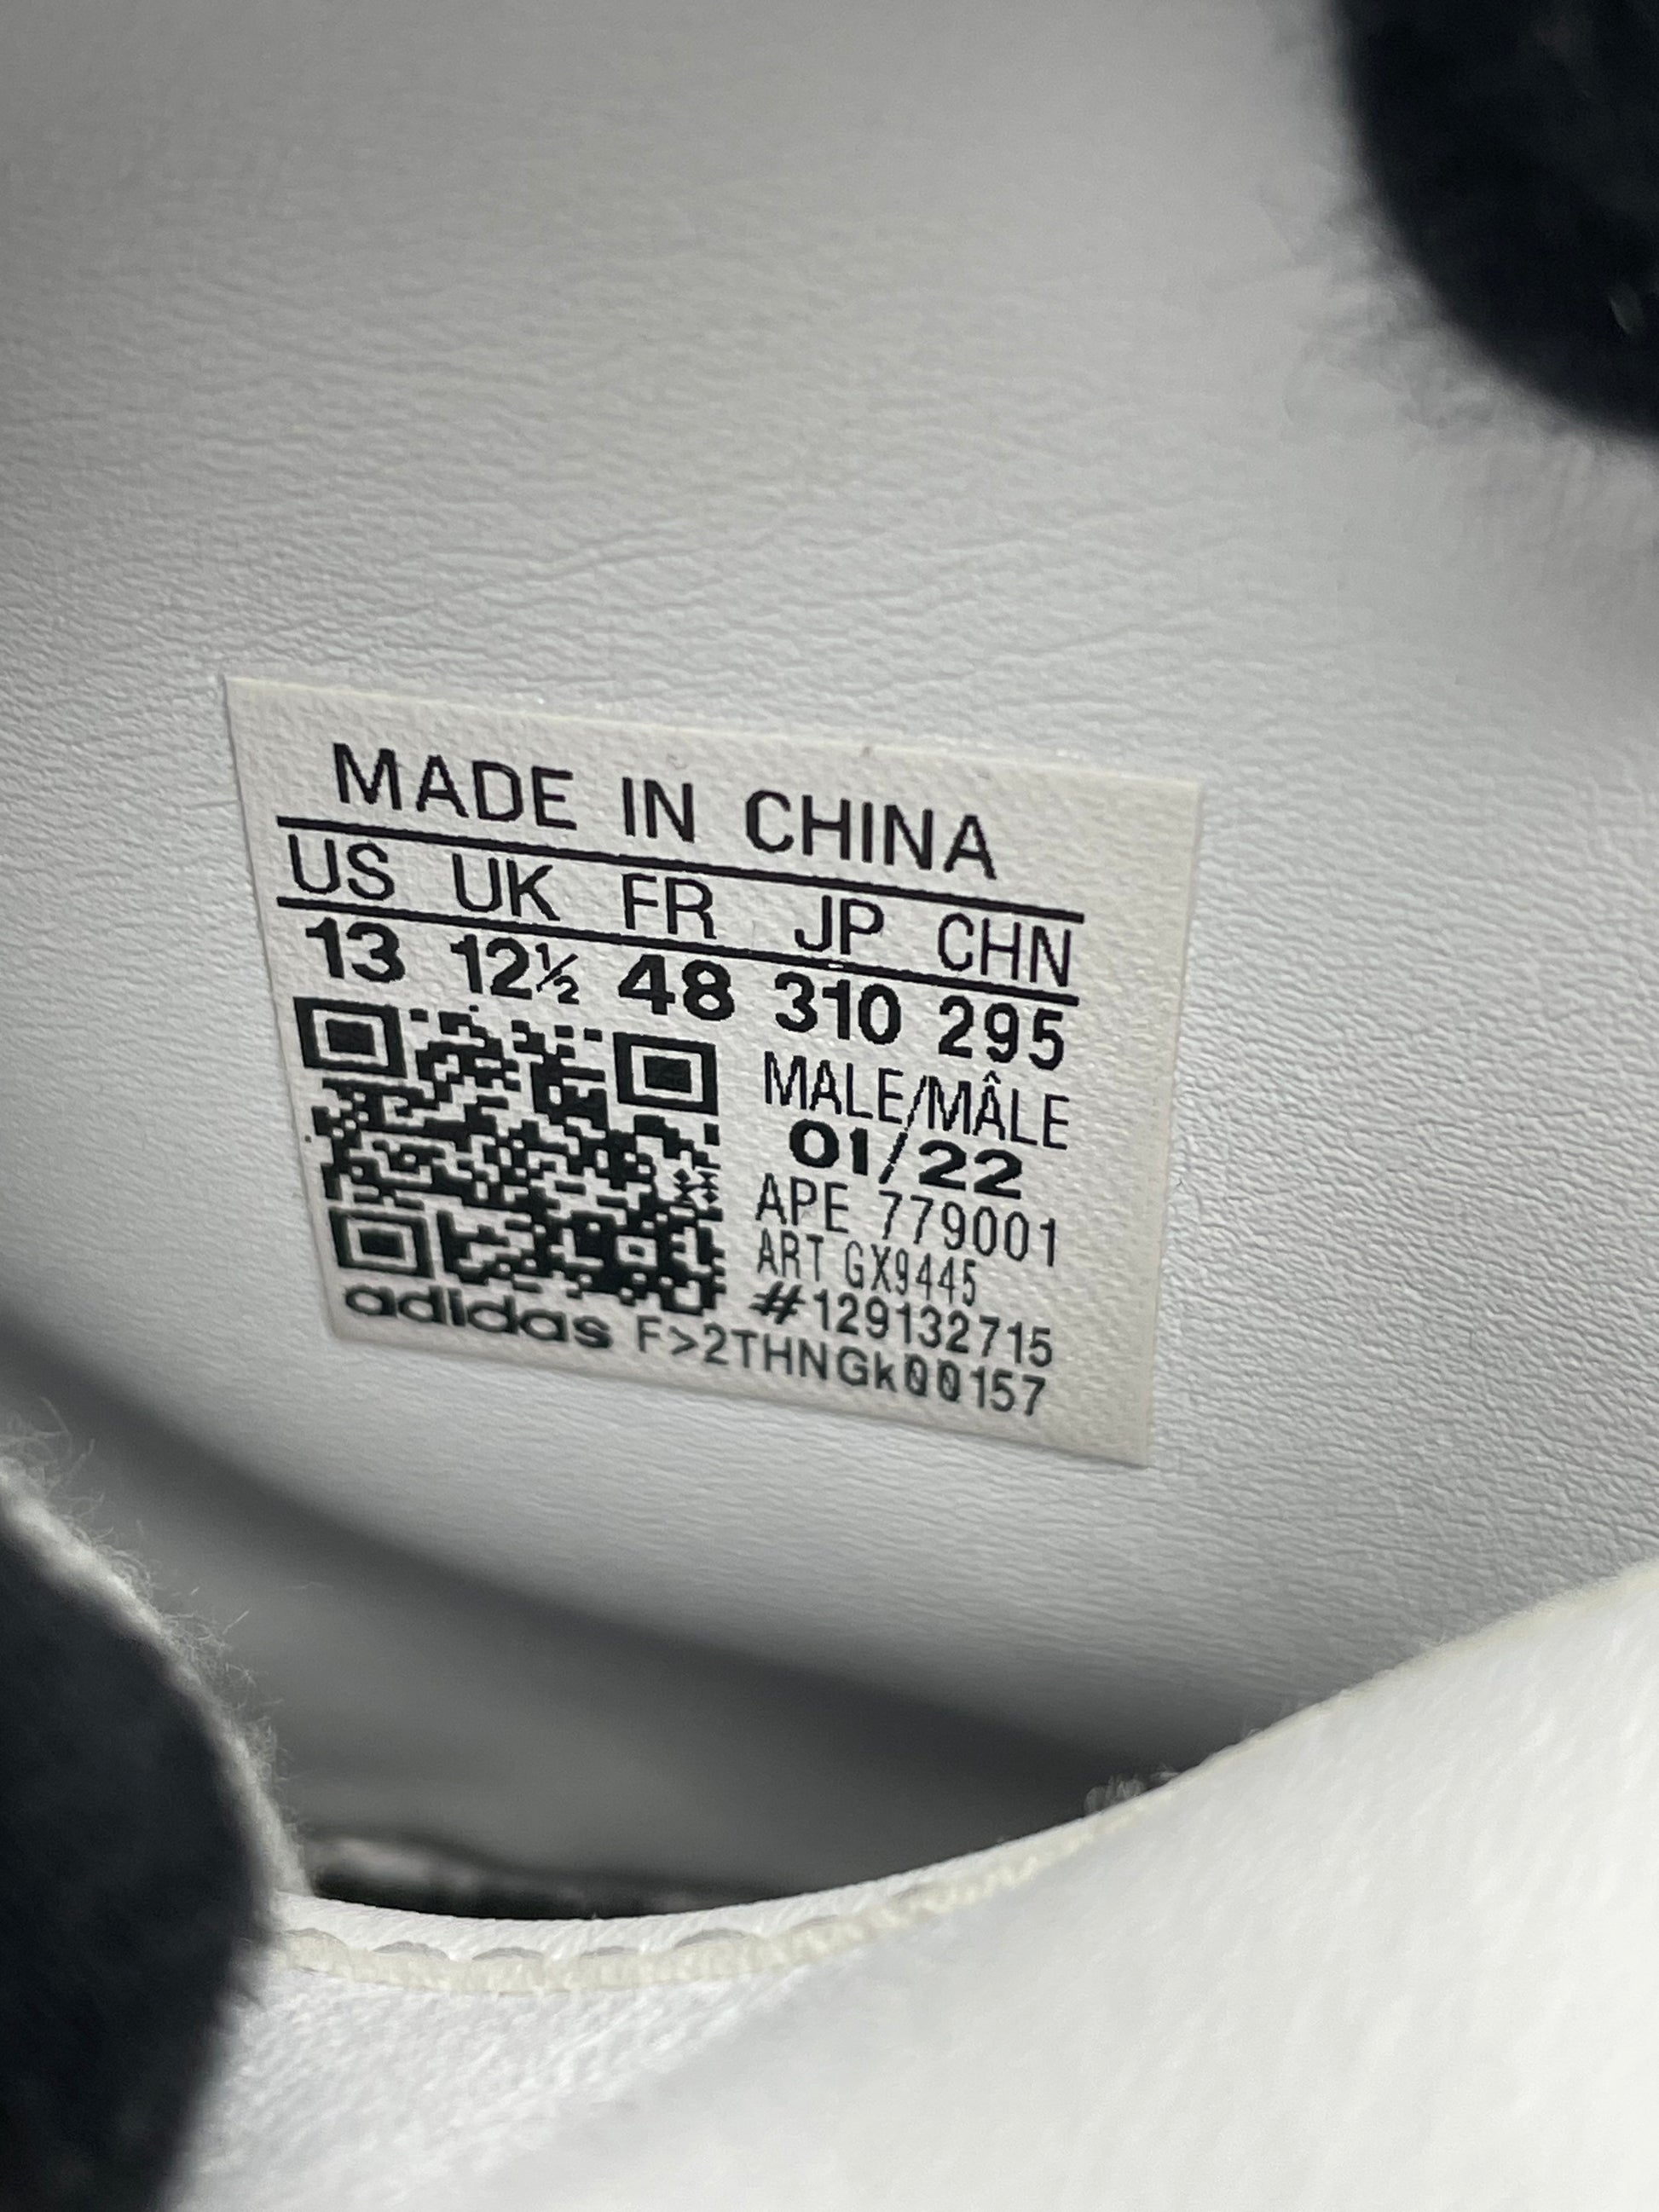 MADE IN CHINA
US UK FR JP CHN
13 12½ 48 310 295
MALE/MÂLE
01/22
APE 779001
ART GX9445
#129132715
adidas F>2THNGk00157